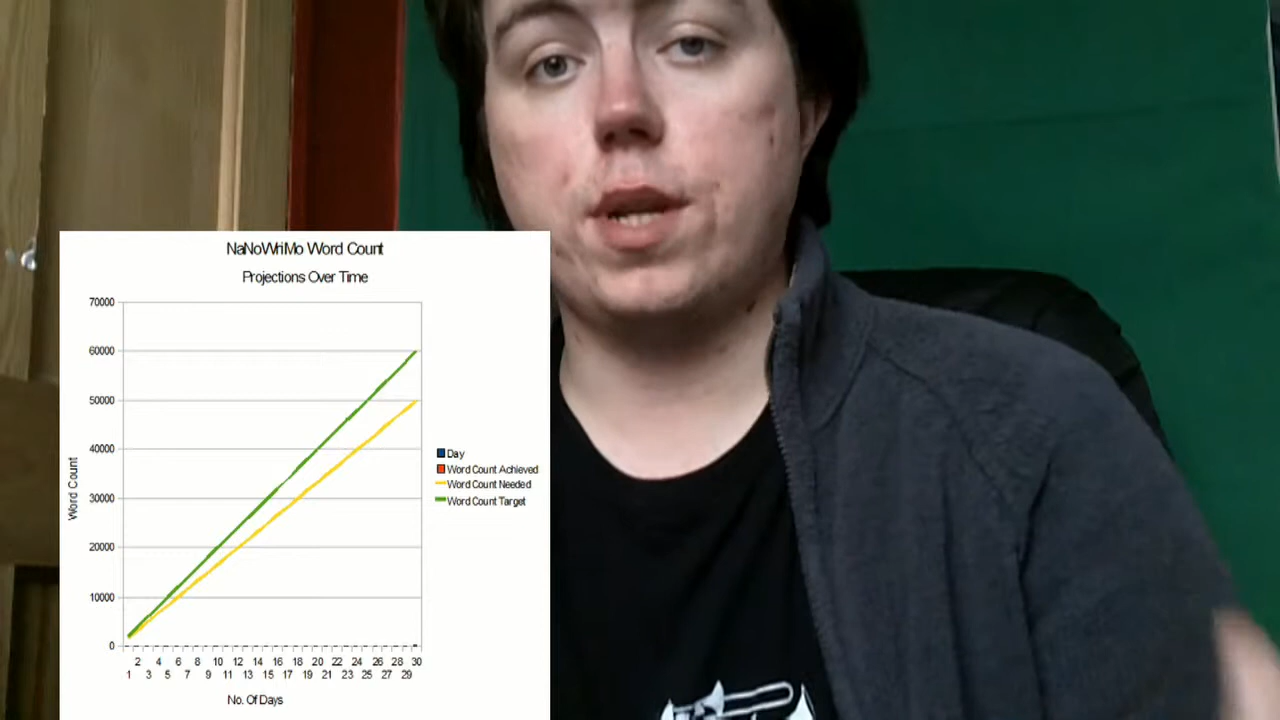 NaNoWriMo Word Count
Projections Over Time
70000
60000
50000
40000
30000
20000
10000
0
Word Count
2 4 6 8 10 12 14 16 18 20 22 24 26 28 30
1 3 5 7 9 11 13 15 17 19 21 23 25 27 29
No. Of Days
Day
Word Count Achieved
Word Count Needed
Word Count Target